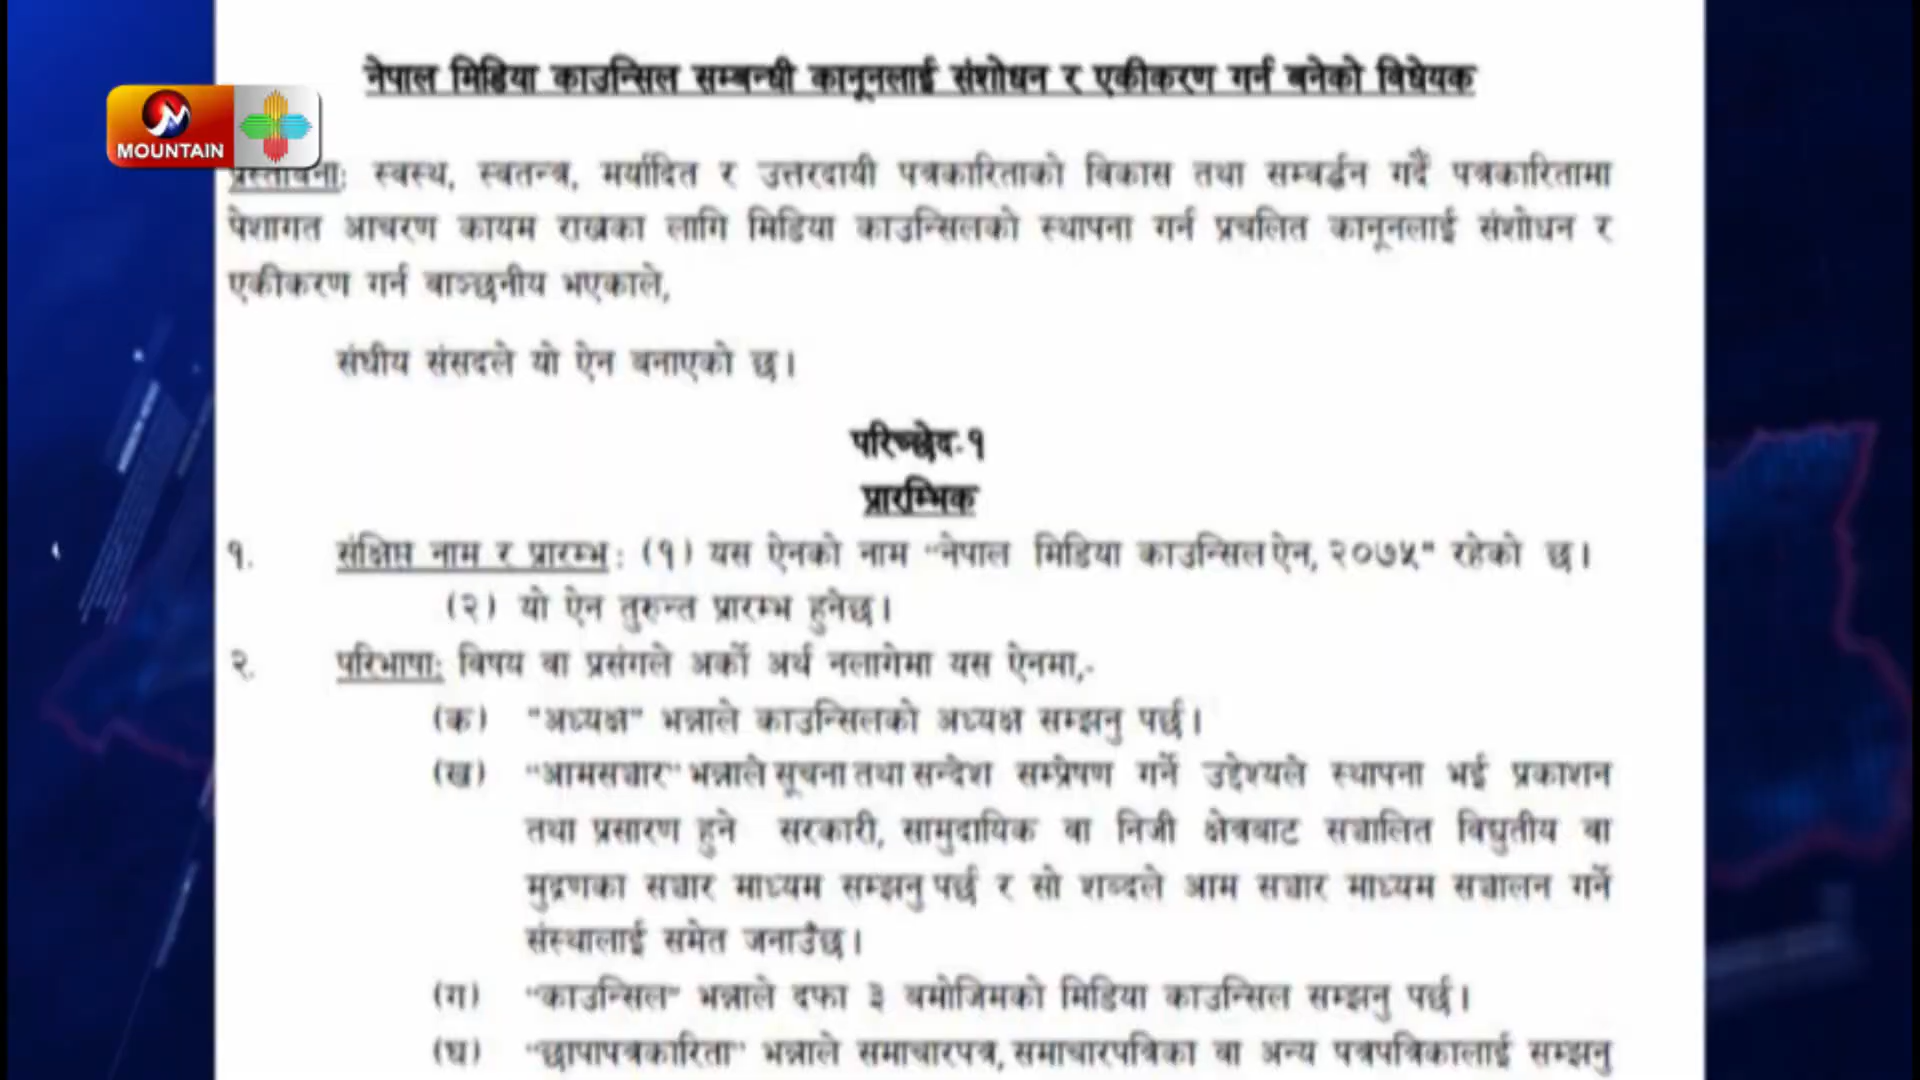 नेपाल मिडिया काउन्सिल सम्बन्धी कानूनलाई संशोधन र एकीकरण गर्न बनेको विधेयक
MOUNTAIN
प्रस्तावनाः स्वस्थ, स्वतन्त्र, मर्यादित र उत्तरदायी पत्रकारिताको विकास तथा सम्बर्द्धन गर्दै पत्रकारितामा
पेशागत आचरण कायम राख्नका लागि मिडिया काउन्सिलको स्थापना गर्न प्रचलित कानूनलाई संशोधन र
एकीकरण गर्न बाञ्छनीय भएकाले,
संघीय संसदले यो ऐन बनाएको छ।
परिच्छेद-१
प्रारम्भिक
१. संक्षिप्त नाम र प्रारम्भः (१) यस ऐनको नाम "नेपाल मिडिया काउन्सिल ऐन, २०७५" रहेको छ।
(२) यो ऐन तुरुन्त प्रारम्भ हुनेछ।
२. परिभाषाः विषय वा प्रसंगले अर्को अर्थ नलागेमा यस ऐनमा,-
(क) "अध्यक्ष" भन्नाले काउन्सिलको अध्यक्ष सम्झनु पर्छ।
(ख) "आमसञ्चार" भन्नाले सूचना तथा सन्देश सम्प्रेषण गर्ने उद्देश्यले स्थापना भई प्रकाशन
तथा प्रसारण हुने सरकारी, सामुदायिक वा निजी क्षेत्रबाट सञ्चालित विद्युतीय वा
मुद्रणका सञ्चार माध्यम सम्झनु पर्छ र सो शब्दले आम सञ्चार माध्यम सञ्चालन गर्ने
संस्थालाई समेत जनाउँछ।
(ग) "काउन्सिल" भन्नाले दफा ३ बमोजिमको मिडिया काउन्सिल सम्झनु पर्छ।
(घ) "छापापत्रकारिता" भन्नाले समाचारपत्र, समाचारपत्रिका वा अन्य पत्रपत्रिकालाई सम्झनु